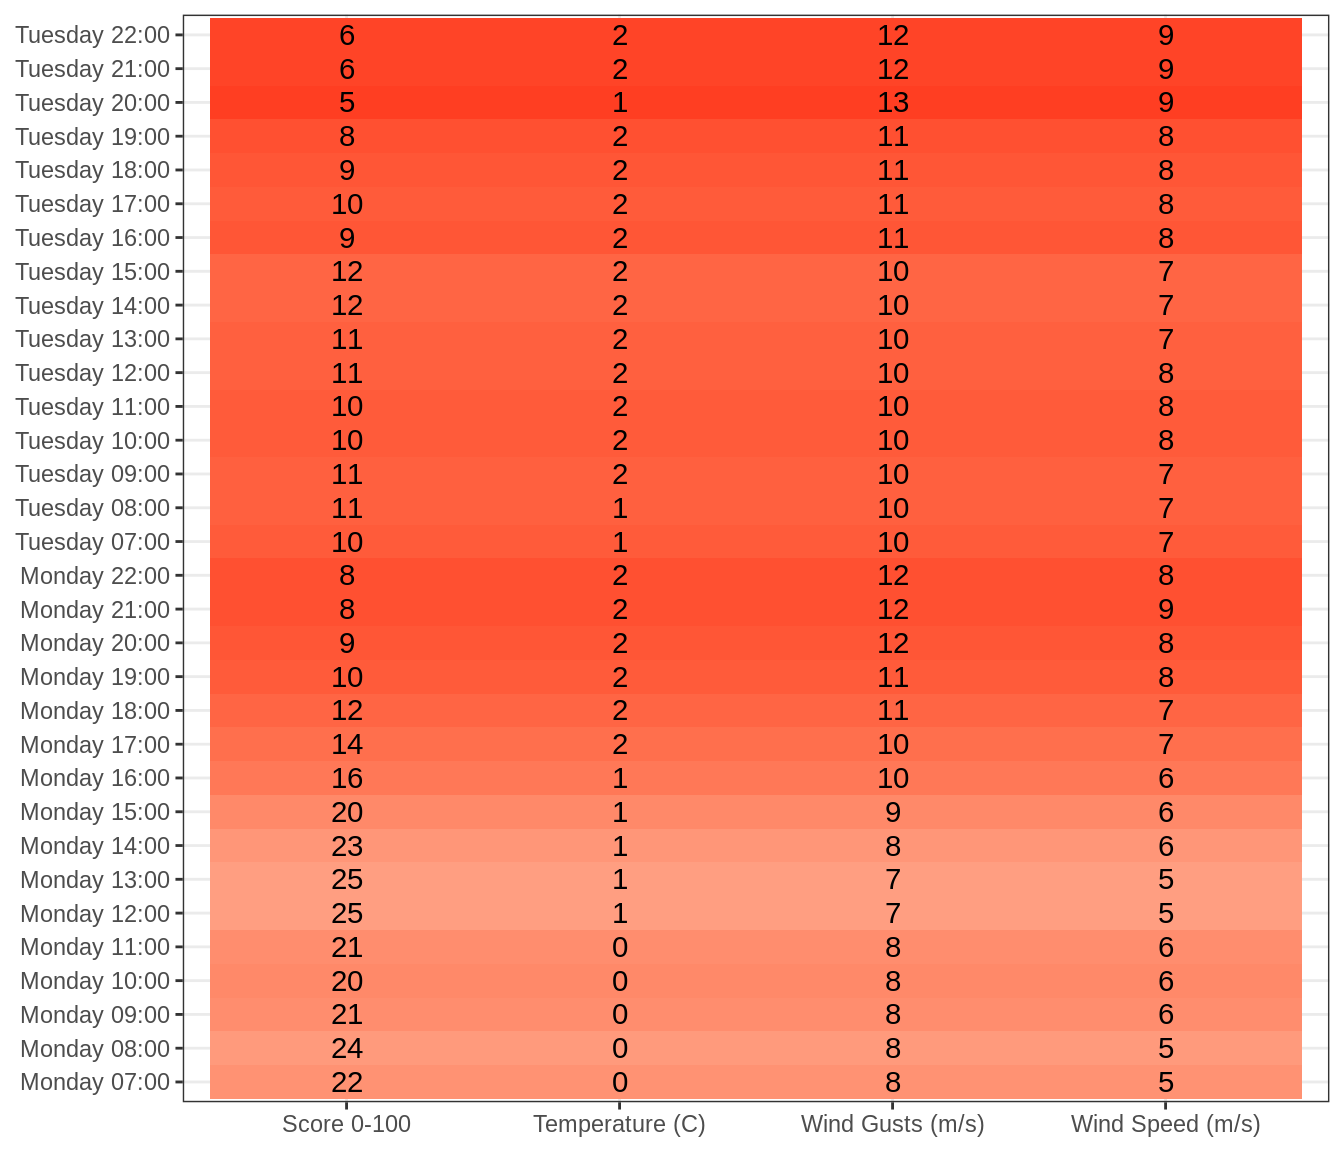 Tuesday 22:00 6 2 12 9
Tuesday 21:00 6 2 12 9
Tuesday 20:00 5 1 13 9
Tuesday 19:00 8 2 11 8
Tuesday 18:00 9 2 11 8
Tuesday 17:00 10 2 11 8
Tuesday 16:00 9 2 11 8
Tuesday 15:00 12 2 10 7
Tuesday 14:00 12 2 10 7
Tuesday 13:00 11 2 10 7
Tuesday 12:00 11 2 10 8
Tuesday 11:00 10 2 10 8
Tuesday 10:00 10 2 10 8
Tuesday 09:00 11 2 10 7
Tuesday 08:00 11 1 10 7
Tuesday 07:00 10 1 10 7
Monday 22:00 8 2 12 8
Monday 21:00 8 2 12 9
Monday 20:00 9 2 12 8
Monday 19:00 10 2 11 8
Monday 18:00 12 2 11 7
Monday 17:00 14 2 10 7
Monday 16:00 16 1 10 6
Monday 15:00 20 1 9 6
Monday 14:00 23 1 8 6
Monday 13:00 25 1 7 5
Monday 12:00 25 1 7 5
Monday 11:00 21 0 8 6
Monday 10:00 20 0 8 6
Monday 09:00 21 0 8 6
Monday 08:00 24 0 8 5
Monday 07:00 22 0 8 5
Score 0-100 Temperature (C) Wind Gusts (m/s) Wind Speed (m/s)